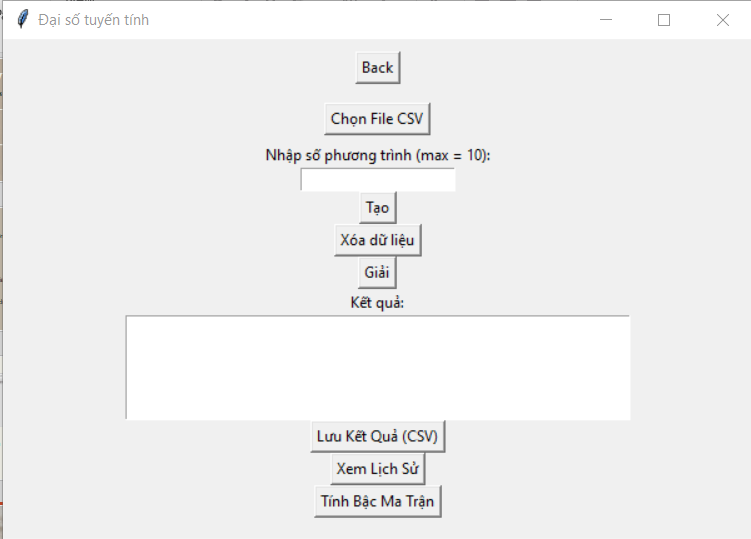 Đại số tuyến tính
Back
Chọn File CSV
Nhập số phương trình (max = 10):
Tạo
Xóa dữ liệu
Giải
Kết quả:
Lưu Kết Quả (CSV)
Xem Lịch Sử
Tính Bậc Ma Trận